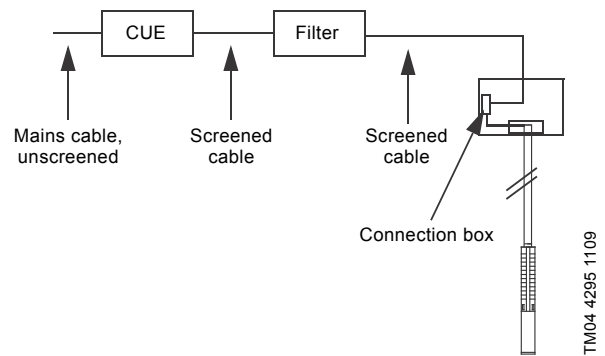 CUE
Filter
Mains cable,
unscreened
Screened
cable
Screened
cable
Connection box
TM04 4295 1109